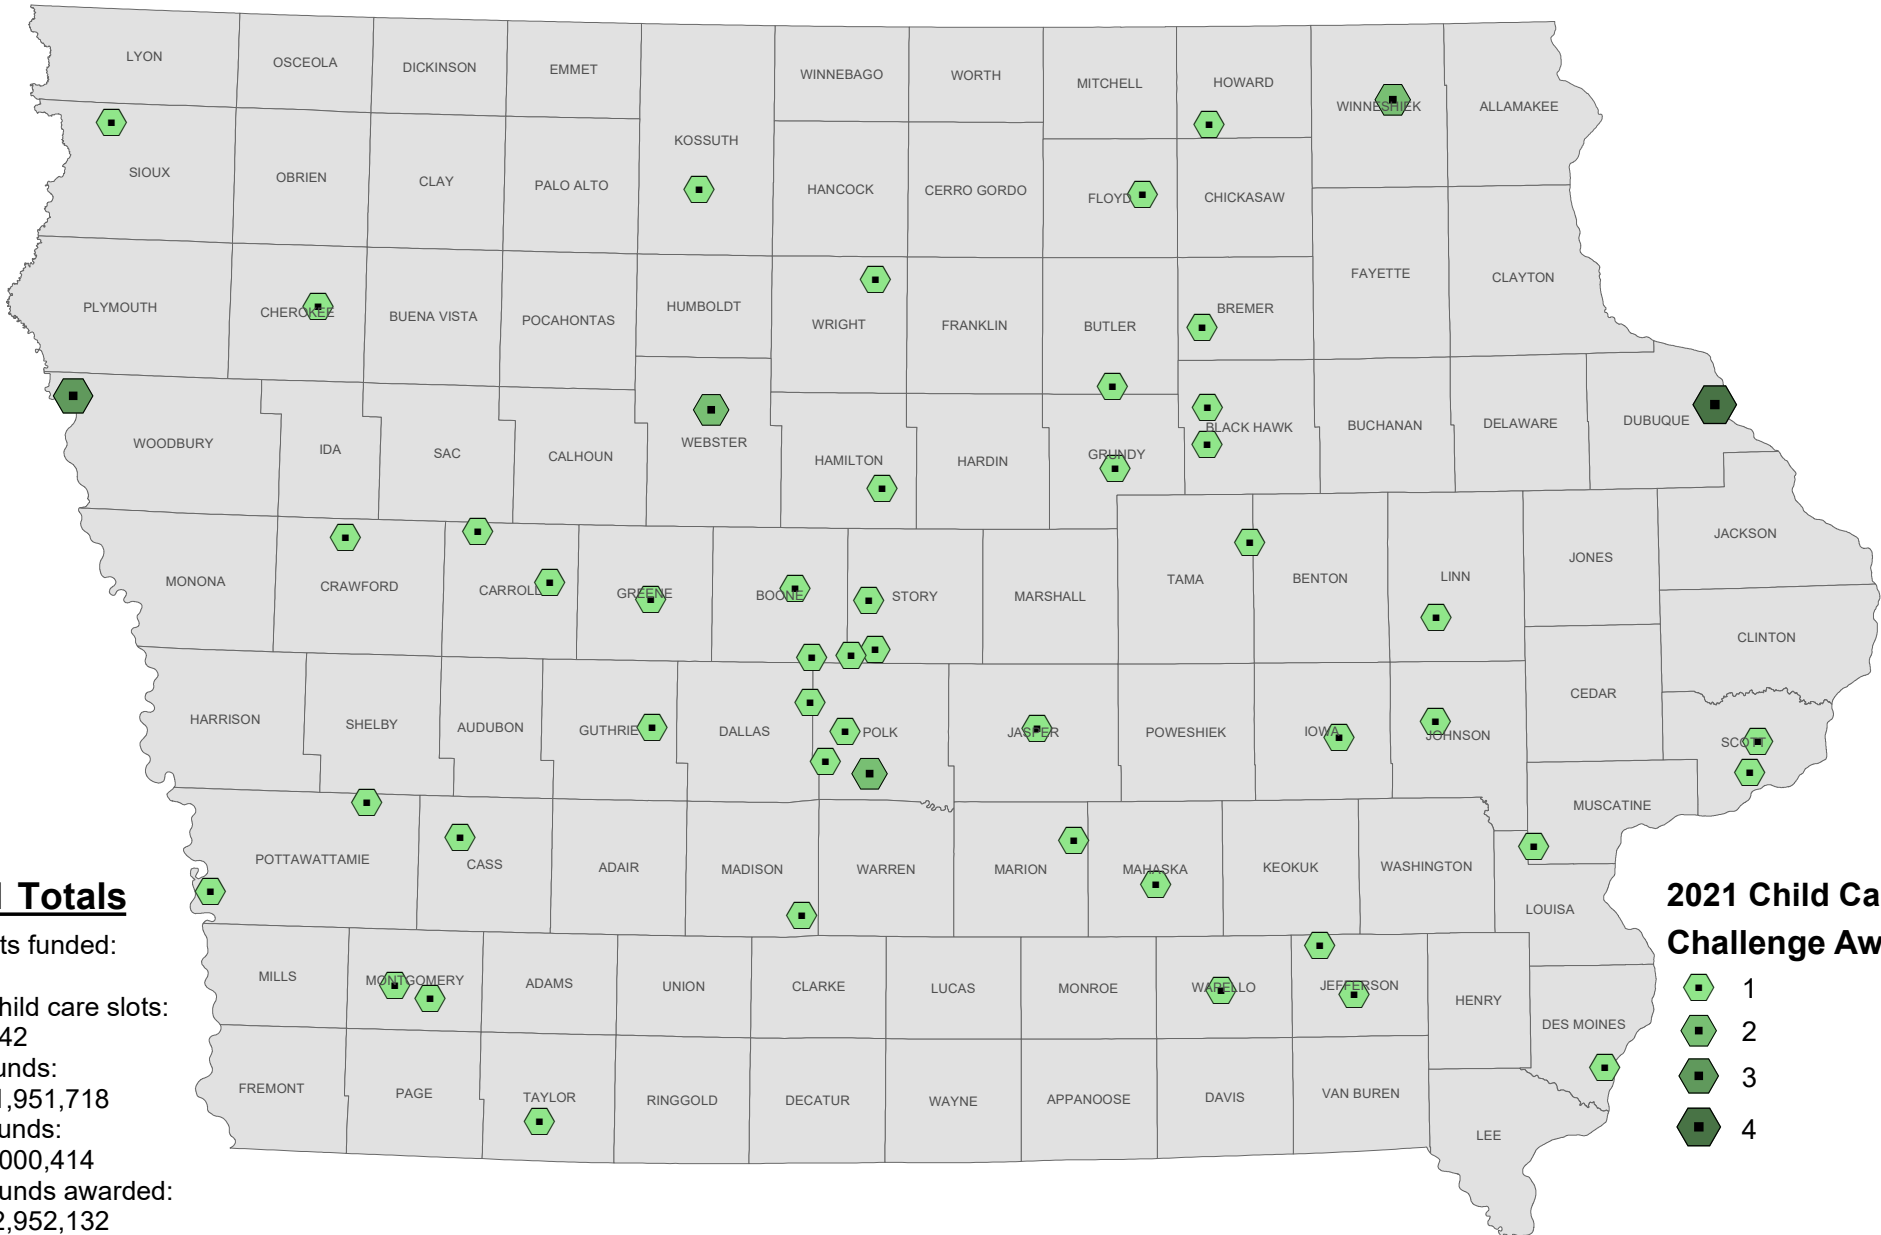 LYON
OSCEOLA
DICKINSON
EMMET
WINNEBAGO
WORTH
MITCHELL
HOWARD
WINNESHIEK
ALLAMAKEE
KOSSUTH
SIOUX
OBRIEN
CLAY
PALO ALTO
HANCOCK
CERRO GORDO
FLOYD
CHICKASAW
FAYETTE
CLAYTON
PLYMOUTH
CHEROKEE
BUENA VISTA
POCAHONTAS
HUMBOLDT
WRIGHT
FRANKLIN
BUTLER
BREMER
WOODBURY
IDA
SAC
CALHOUN
WEBSTER
HAMILTON
HARDIN
GRUNDY
BLACK HAWK
BUCHANAN
DELAWARE
DUBUQUE
MONONA
CRAWFORD
CARROLL
GREENE
BOONE
STORY
MARSHALL
TAMA
BENTON
LINN
JONES
JACKSON
CLINTON
HARRISON
SHELBY
AUDUBON
GUTHRIE
DALLAS
POLK
JASPER
POWESHIEK
IOWA
JOHNSON
CEDAR
SCOTT
MUSCATINE
POTTAWATTAMIE
CASS
ADAIR
MADISON
WARREN
MARION
MAHASKA
KEOKUK
WASHINGTON
LOUISA
MILLS
MONTGOMERY
ADAMS
UNION
CLARKE
LUCAS
MONROE
WAPELLO
JEFFERSON
HENRY
DES MOINES
FREMONT
PAGE
TAYLOR
RINGGOLD
DECATUR
WAYNE
APPANOOSE
DAVIS
VAN BUREN
LEE
Totals
ts funded:
hild care slots:
42
unds:
1,951,718
unds:
000,414
unds awarded:
2,952,132
2021 Child Ca
Challenge Aw
1
2
3
4